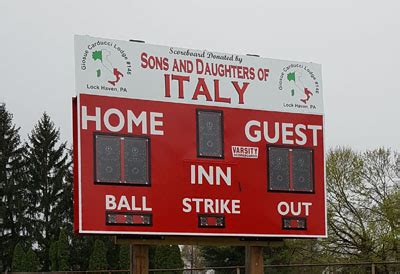 Scoreboard Donated by
SONS AND DAUGHTERS OF
ITALY
Giosue Carducci Lodge #146
Lock Haven, PA
Giosue Carducci Lodge #146
Lock Haven, PA
HOME
GUEST
VARSITY
INN
BALL
STRIKE
OUT